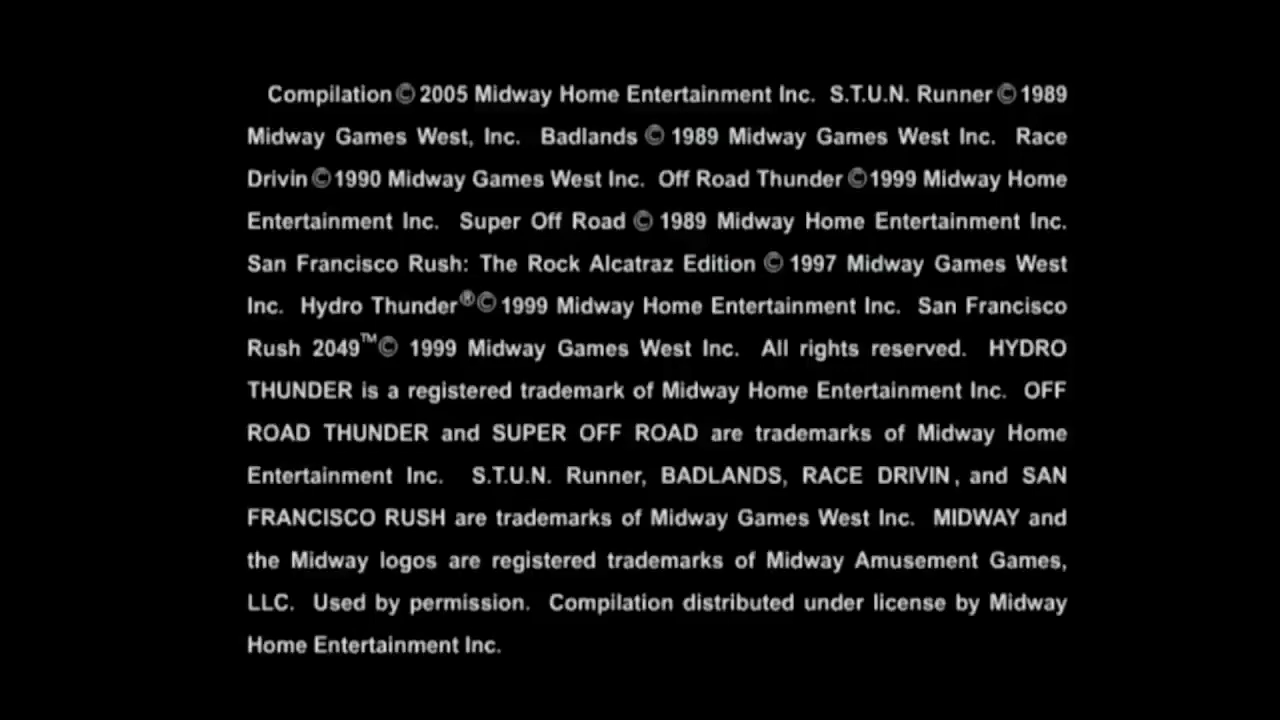 Compilation © 2005 Midway Home Entertainment Inc. S.T.U.N. Runner © 1989
Midway Games West, Inc. Badlands © 1989 Midway Games West Inc. Race
Drivin © 1990 Midway Games West Inc. Off Road Thunder © 1999 Midway Home
Entertainment Inc. Super Off Road © 1989 Midway Home Entertainment Inc.
San Francisco Rush: The Rock Alcatraz Edition © 1997 Midway Games West
Inc. Hydro Thunder®© 1999 Midway Home Entertainment Inc. San Francisco
Rush 2049™© 1999 Midway Games West Inc. All rights reserved. HYDRO
THUNDER is a registered trademark of Midway Home Entertainment Inc. OFF
ROAD THUNDER and SUPER OFF ROAD are trademarks of Midway Home
Entertainment Inc. S.T.U.N. Runner, BADLANDS, RACE DRIVIN, and SAN
FRANCISCO RUSH are trademarks of Midway Games West Inc. MIDWAY and
the Midway logos are registered trademarks of Midway Amusement Games,
LLC. Used by permission. Compilation distributed under license by Midway
Home Entertainment Inc.